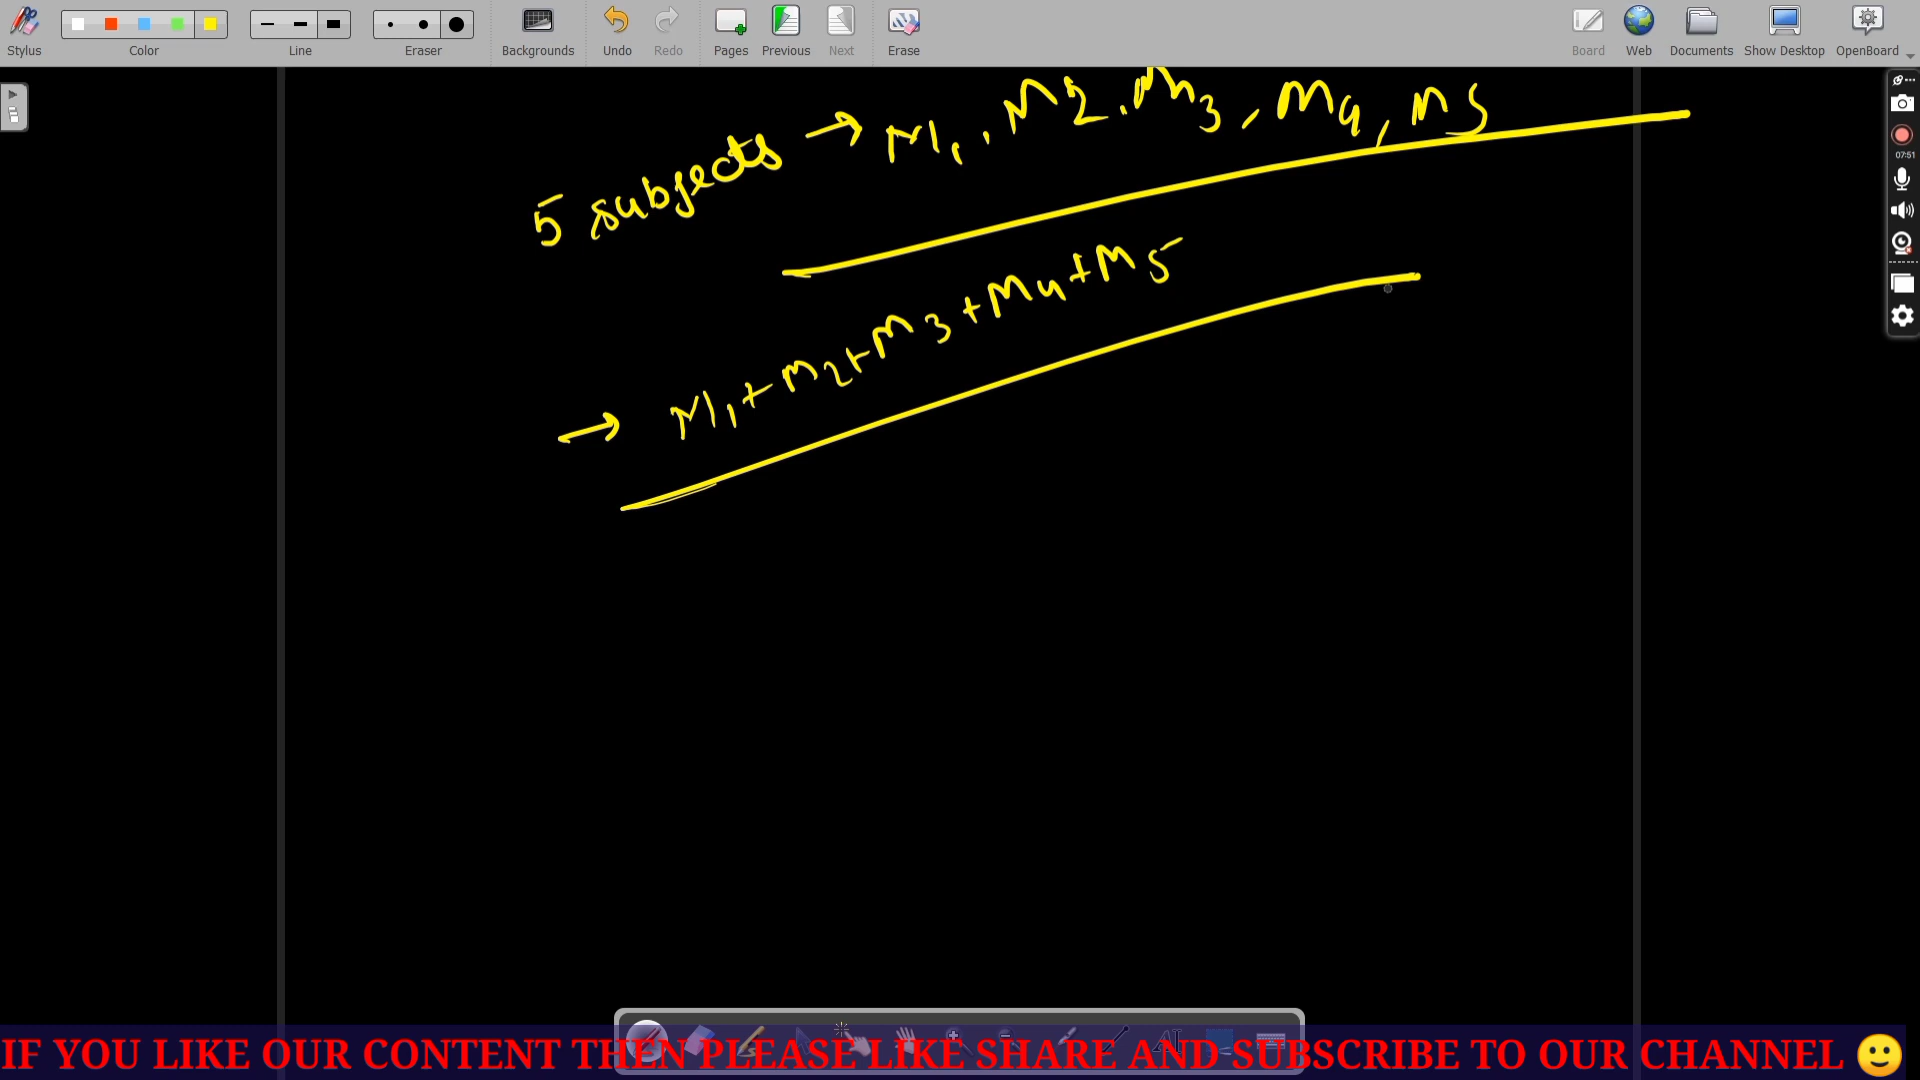 Stylus Color Line Eraser Backgrounds Undo Redo Pages Previous Next Erase Board Web Documents Show Desktop OpenBoard
07:51
5 subjects → M1, M2, M3, M4, M5
→ M1+M2+M3+M4+M5
IF YOU LIKE OUR CONTENT THEN PLEASE LIKE SHARE AND SUBSCRIBE TO OUR CHANNEL 🙂